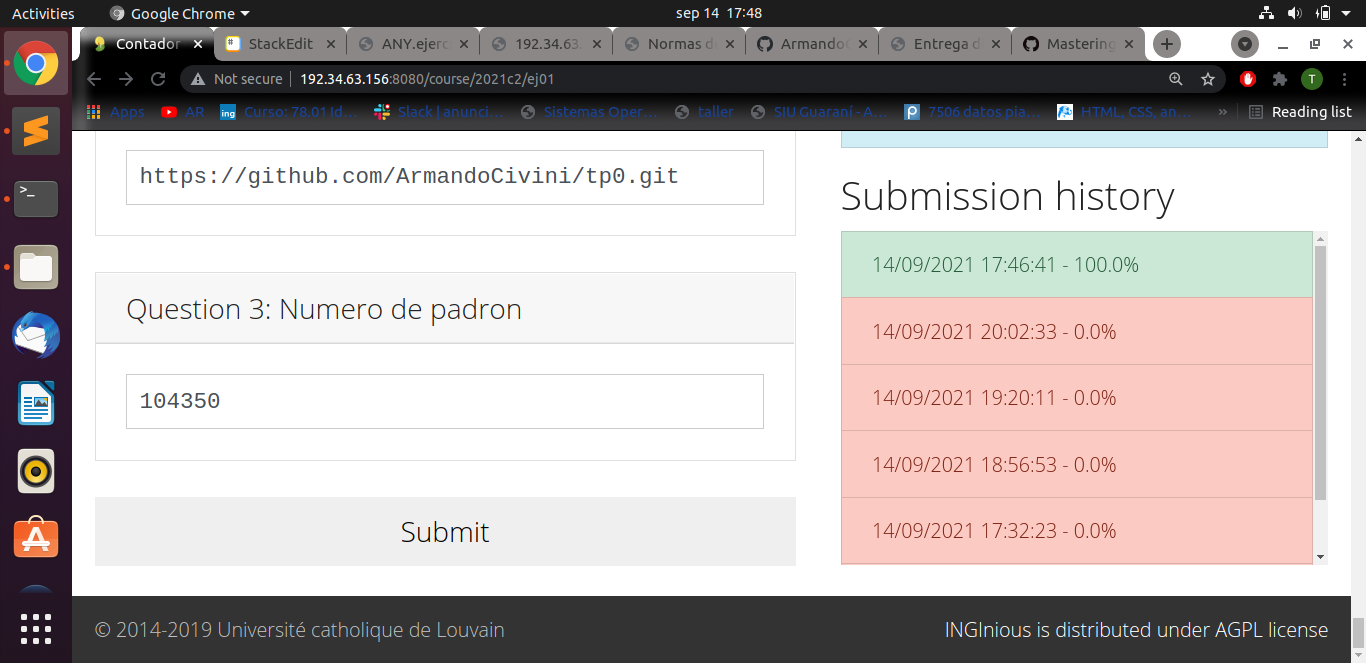 Activities
Google Chrome
sep 14 17:48
Contador
StackEdit
ANY.ejerc
192.34.63.
Normas d
Armando
Entrega d
Mastering
Not secure
192.34.63.156:8080/course/2021c2/ej01
T
Apps
AR
ing
Curso: 78.01 Id...
Slack | anunci...
Sistemas Oper...
taller
SIU Guaraní - A...
7506 datos pia...
HTML, CSS, an...
»
Reading list
https://github.com/ArmandoCivini/tp0.git
Submission history
14/09/2021 17:46:41 - 100.0%
14/09/2021 20:02:33 - 0.0%
14/09/2021 19:20:11 - 0.0%
14/09/2021 18:56:53 - 0.0%
14/09/2021 17:32:23 - 0.0%
Question 3: Numero de padron
104350
Submit
© 2014-2019 Université catholique de Louvain
INGInious is distributed under AGPL license